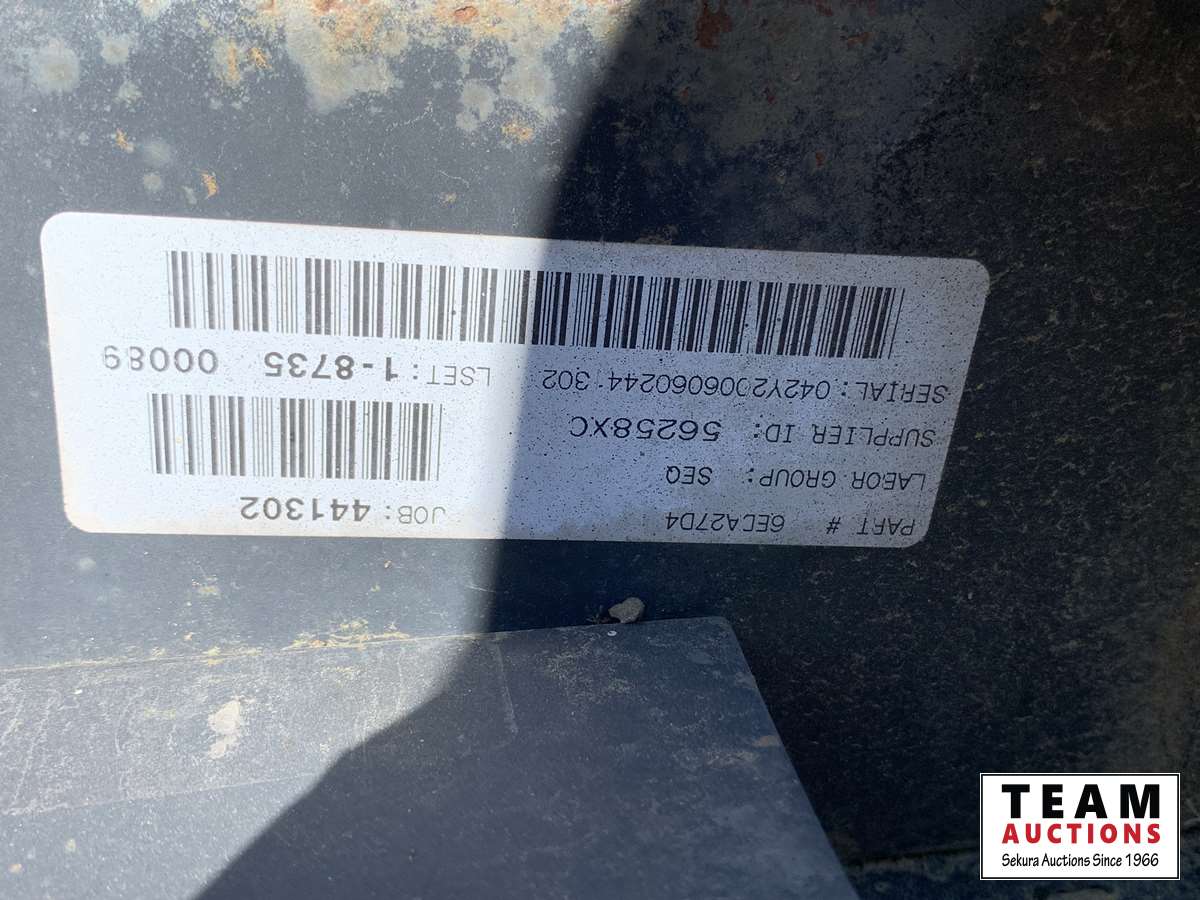 PART # 6ECA27D4
JOB: 441302
LABOR GROUP: SEQ
SUPPLIER ID: 56258XC
SERIAL: 042Y2006060244 302
LSET: 1-8735 00089
TEAM
AUCTIONS
Sekura Auctions Since 1966